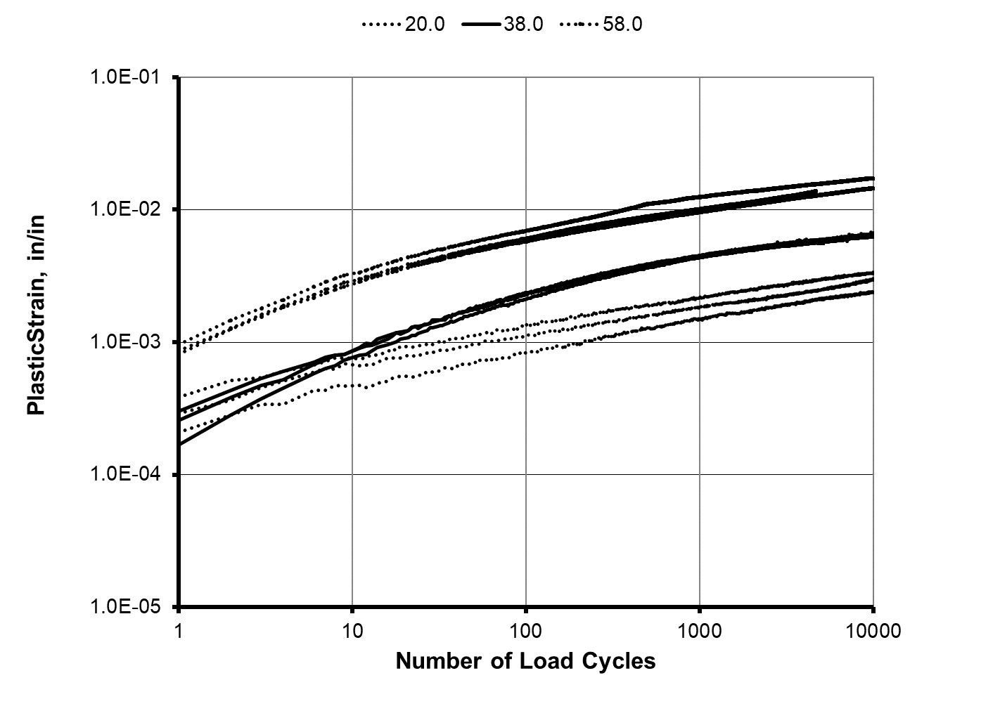 20.0 38.0 58.0
1.0E-01
1.0E-02
1.0E-03
1.0E-04
1.0E-05
PlasticStrain, in/in
1 10 100 1000 10000
Number of Load Cycles